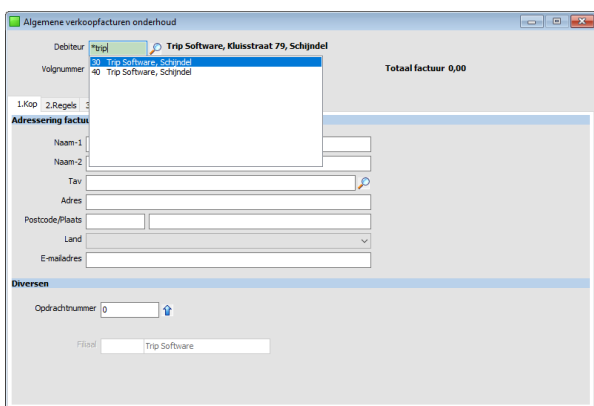 Algemene verkoopfacturen onderhoud
Debiteur *trip Trip Software, Kluisstraat 79, Schijndel
30 Trip Software, Schijndel
Volgnummer 40 Trip Software, Schijndel Totaal factuur 0,00
1.Kop 2.Regels 3
Adressering factuu
Naam-1
Naam-2
Tav
Adres
Postcode/Plaats
Land
E-mailadres
Diversen
Opdrachtnummer 0
Filiaal Trip Software